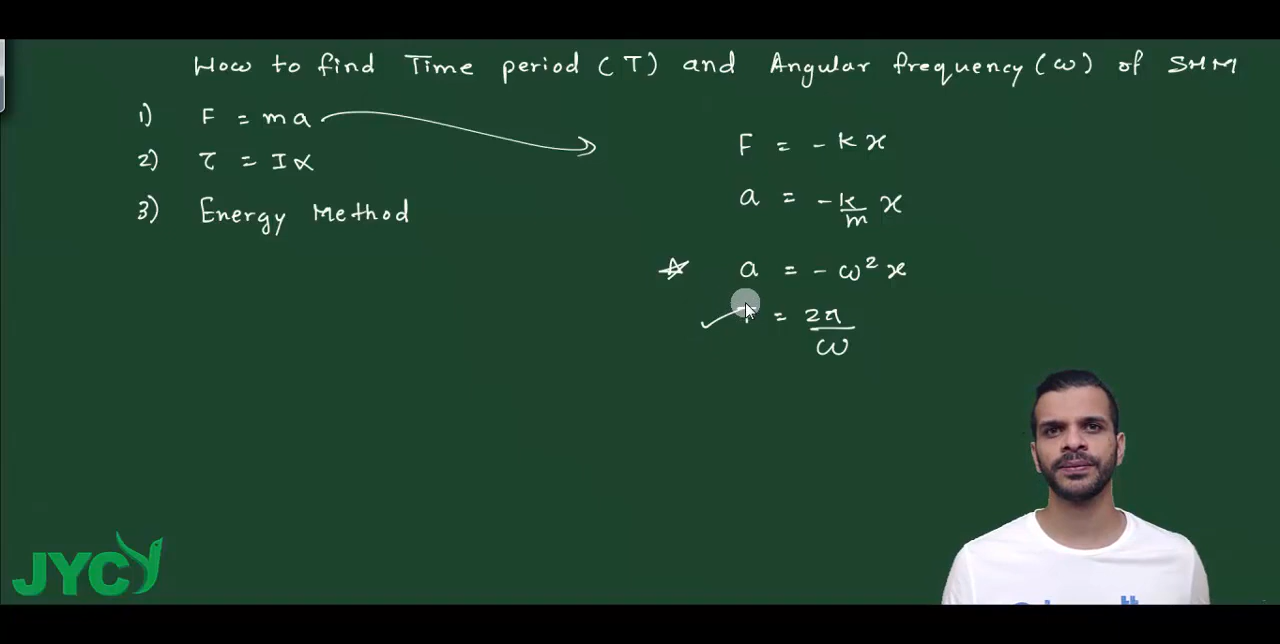 How to find Time period (T) and Angular frequency (ω) of SHM
1) F = ma
2) τ = Iα
3) Energy Method
F = - kx
a = - k/m x
☆ a = - ω² x
✓ = 2π/ω
JYC